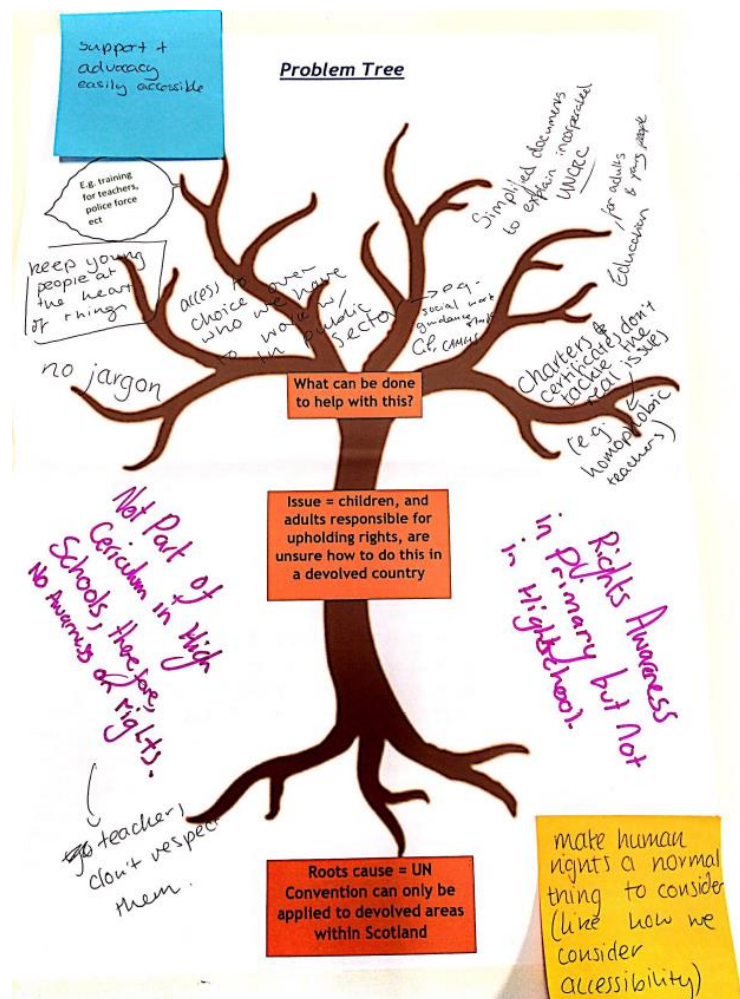 support +
advocacy
easily accessible
Problem Tree
E.g. training
for teachers,
police force
ect
keep young
people at
the heart
of things
no jargon
access to
choice over
who we have
to work w/
in public
sector
→ e.g.
social work
guidance
GP, CAMHS
Simplified documents
to explain incorporated
UNCRC
Education
for adults
& young people
Charters &
certificates don't
tackle the
real issues
(e.g.
homophobic
teachers)
What can be done
to help with this?
Issue = children, and
adults responsible for
upholding rights, are
unsure how to do this in
a devolved country
Not Part of
Cericulum in High
Schools, therefore,
No Awarness of rights.
teachers
don't respect
them.
Rights Awareness
in Primary but Not
in Highschool.
Roots cause = UN
Convention can only be
applied to devolved areas
within Scotland
make human
rights a normal
thing to consider
(like how we
consider
accessibility)